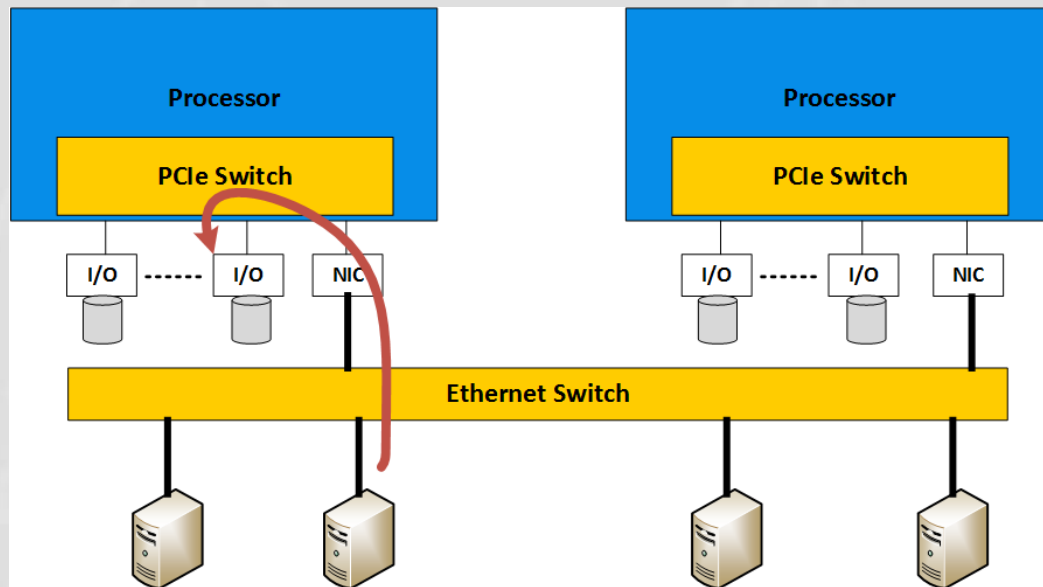 Processor
Processor
PCIe Switch
PCIe Switch
I/O
I/O
NIC
I/O
I/O
NIC
Ethernet Switch